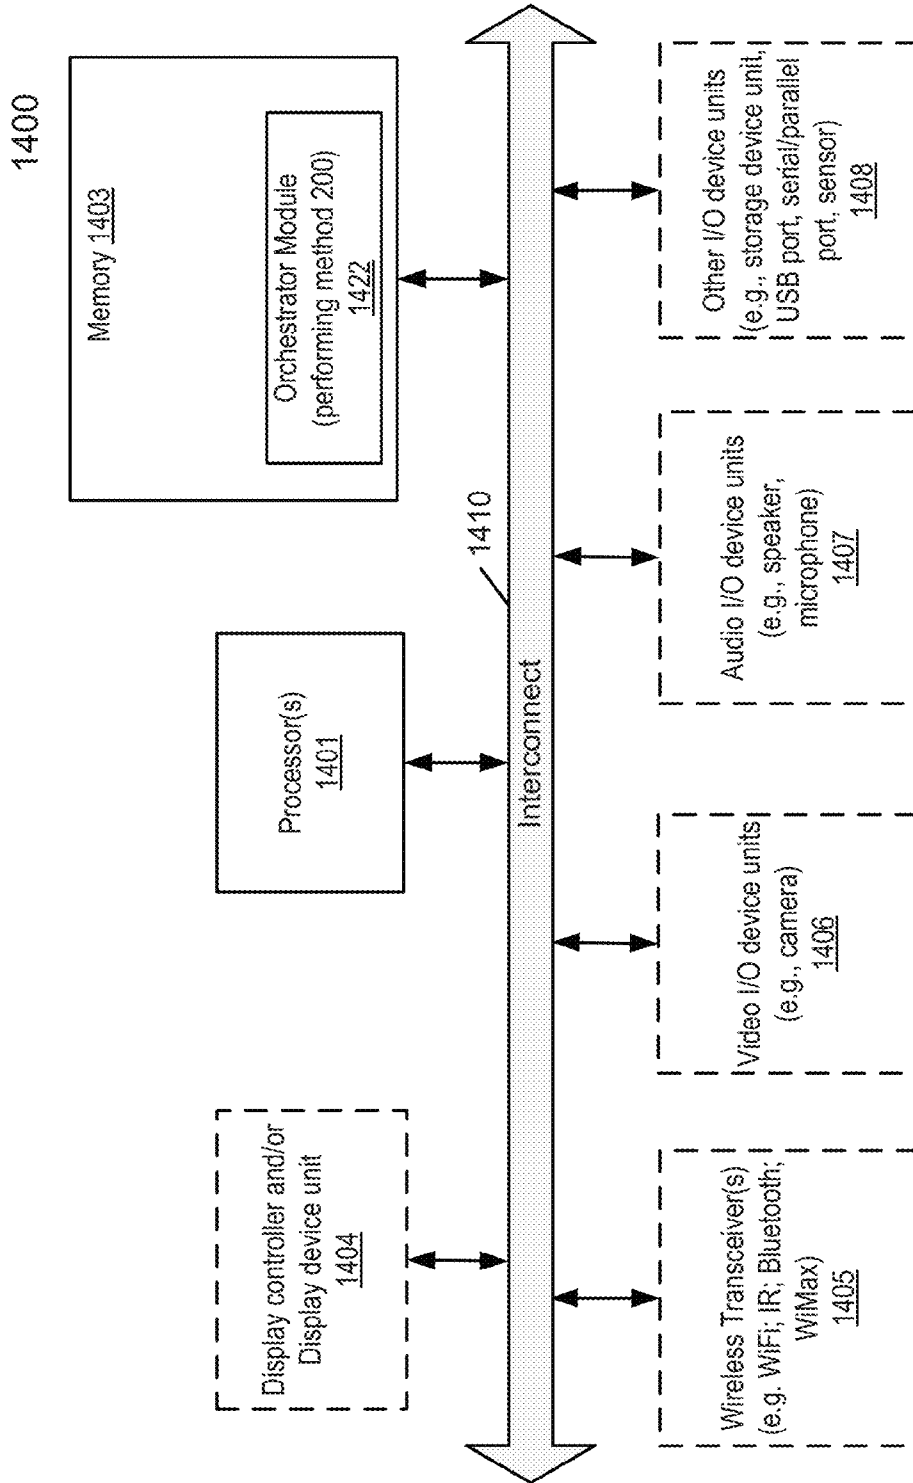 1400
Display controller and/or
Display device unit
1404
Processor(s)
1401
Memory 1403
Orchestrator Module
(performing method 200)
1422
1410
Interconnect
Wireless Transceiver(s)
(e.g. WiFi; IR; Bluetooth;
WiMax)
1405
Video I/O device units
(e.g., camera)
1406
Audio I/O device units
(e.g., speaker,
microphone)
1407
Other I/O device units
(e.g., storage device unit,
USB port, serial/parallel
port, sensor)
1408